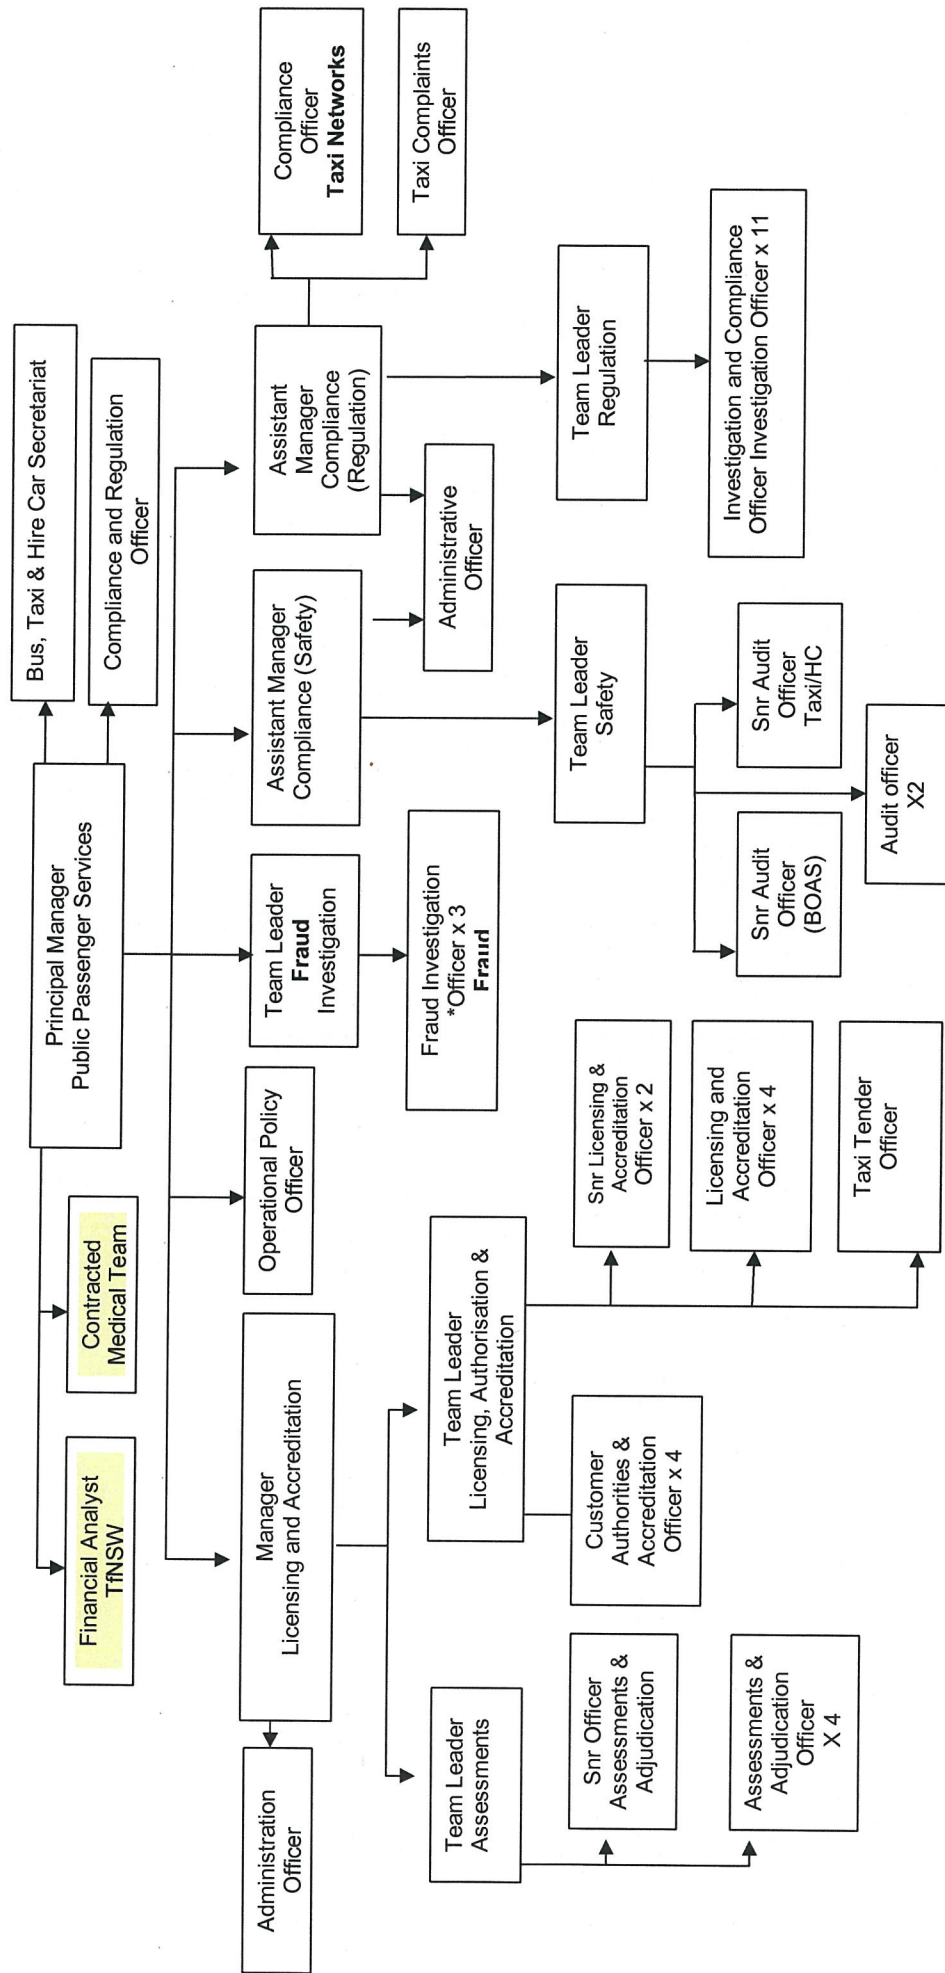 Principal Manager
Public Passenger Services
Financial Analyst
TfNSW
Contracted
Medical Team
Bus, Taxi & Hire Car Secretariat
Compliance and Regulation
Officer
Administration
Officer
Manager
Licensing and Accreditation
Operational Policy
Officer
Team Leader
Fraud
Investigation
Assistant Manager
Compliance (Safety)
Assistant
Manager
Compliance
(Regulation)
Compliance
Officer
Taxi Networks
Taxi Complaints
Officer
Fraud Investigation
*Officer x 3
Fraud
Administrative
Officer
Team Leader
Assessments
Team Leader
Licensing, Authorisation &
Accreditation
Team Leader
Safety
Team Leader
Regulation
Snr Officer
Assessments &
Adjudication
Assessments &
Adjudication
Officer
X 4
Customer
Authorities &
Accreditation
Officer x 4
Snr Licensing &
Accreditation
Officer x 2
Licensing and
Accreditation
Officer x 4
Taxi Tender
Officer
Snr Audit
Officer
(BOAS)
Snr Audit
Officer
Taxi/HC
Audit officer
X2
Investigation and Compliance
Officer Investigation Officer x 11